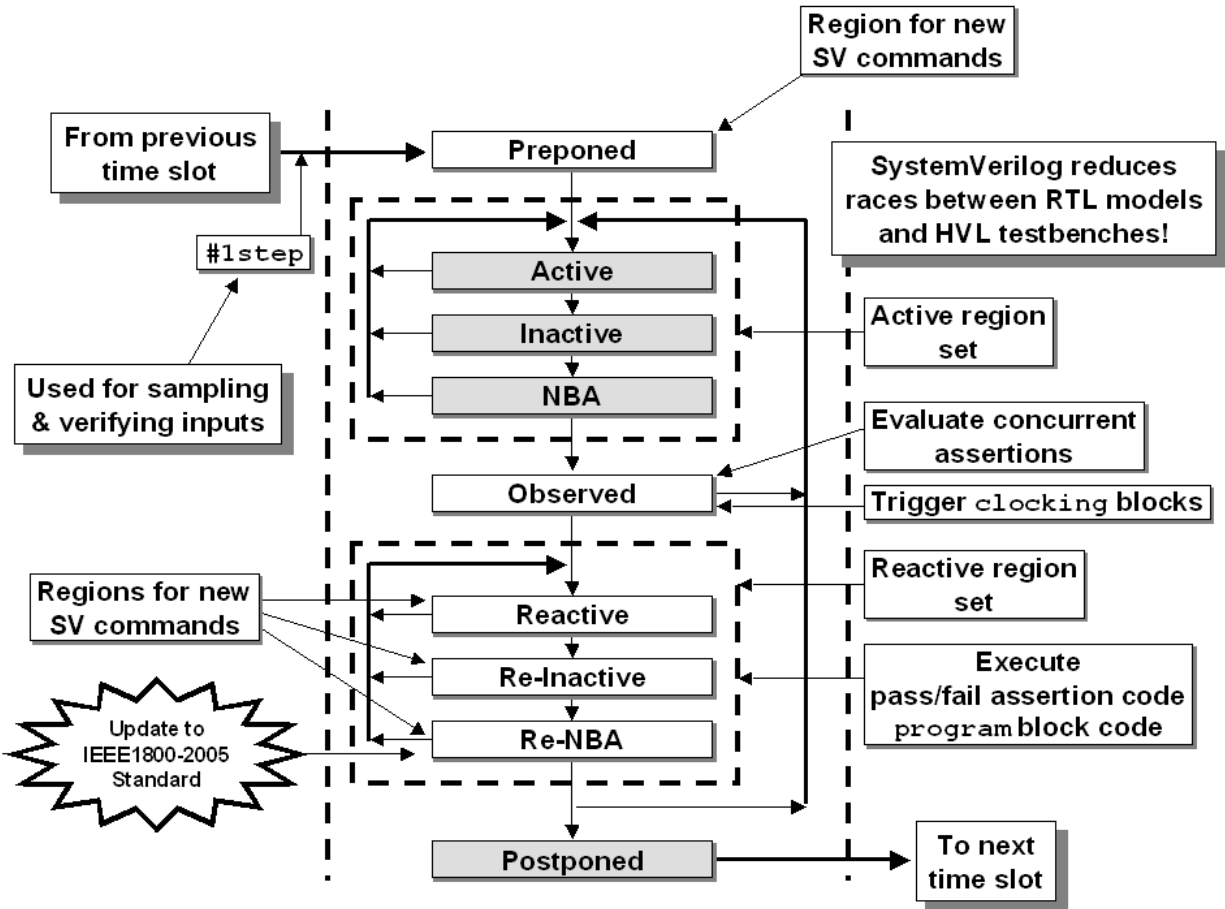 Region for new
SV commands
From previous
time slot
Preponed
SystemVerilog reduces
races between RTL models
and HVL testbenches!
#1step
Active
Inactive
NBA
Active region
set
Used for sampling
& verifying inputs
Evaluate concurrent
assertions
Observed
Trigger clocking blocks
Reactive region
set
Regions for new
SV commands
Reactive
Re-Inactive
Re-NBA
Execute
pass/fail assertion code
program block code
Update to
IEEE1800-2005
Standard
Postponed
To next
time slot